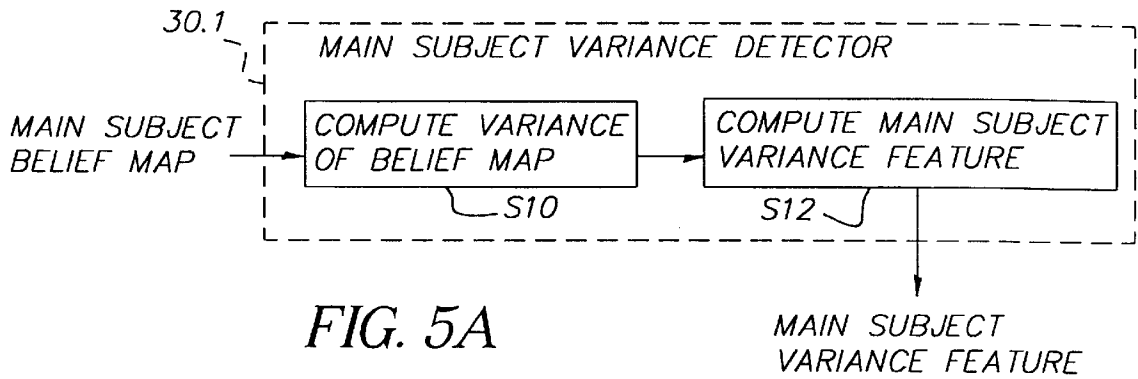 30.1
MAIN SUBJECT VARIANCE DETECTOR
MAIN SUBJECT
BELIEF MAP
COMPUTE VARIANCE
OF BELIEF MAP
COMPUTE MAIN SUBJECT
VARIANCE FEATURE
S10
S12
FIG. 5A
MAIN SUBJECT
VARIANCE FEATURE